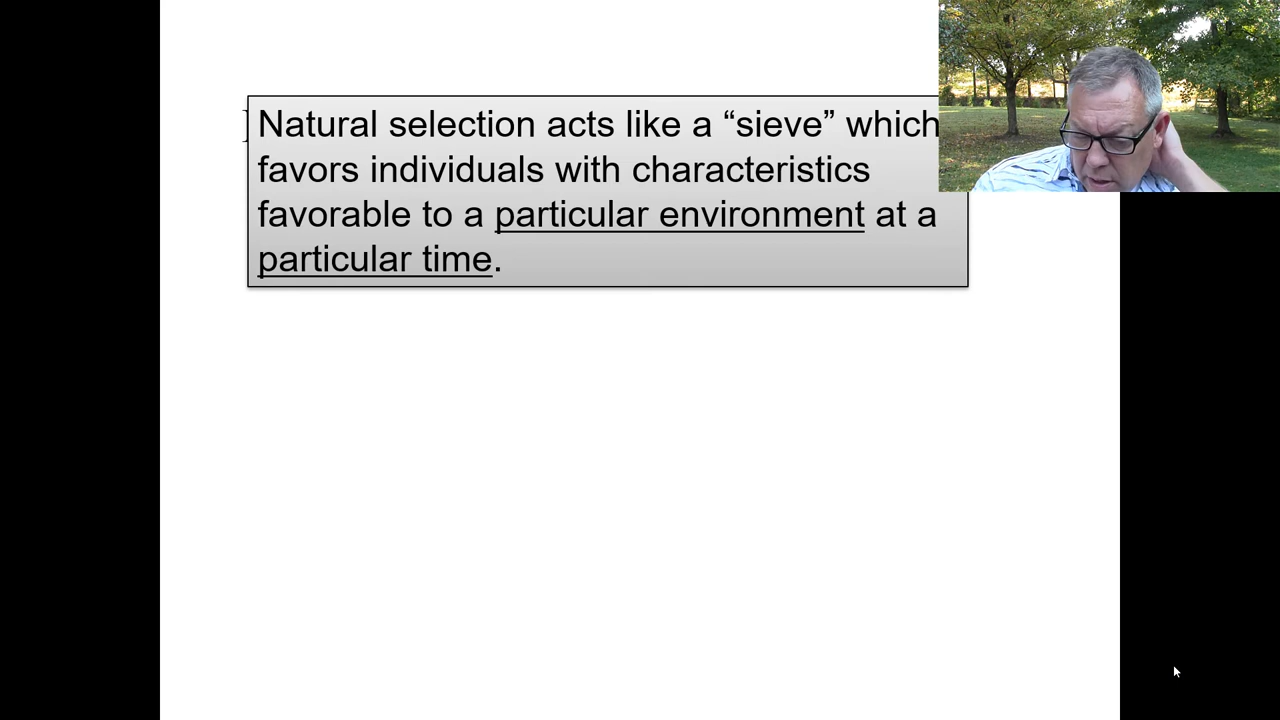 Natural selection acts like a “sieve” which
favors individuals with characteristics
favorable to a particular environment at a
particular time.